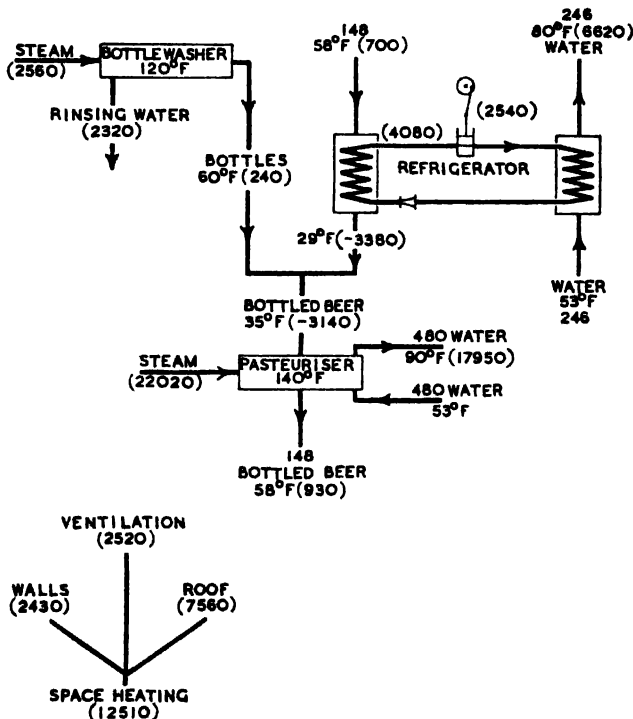 STEAM
(2560)
BOTTLEWASHER
120°F
RINSING WATER
(2320)
BOTTLES
60°F(240)
148
58°F (700)
(4080)
(2540)
REFRIGERATOR
246
80°F(6620)
WATER
29°F(-3380)
WATER
53°F
246
BOTTLED BEER
35°F(-3140)
STEAM
(22020)
PASTEURISER
140°F
480 WATER
90°F(17950)
480 WATER
53°F
148
BOTTLED BEER
58°F(930)
VENTILATION
(2520)
WALLS
(2430)
ROOF
(7560)
SPACE HEATING
(12510)